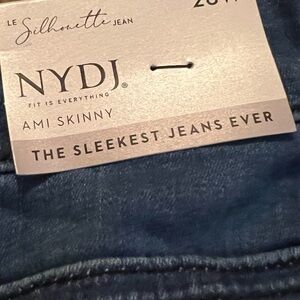 LE Silhouette JEAN
NYDJ®
FIT IS EVERYTHING
AMI SKINNY
THE SLEEKEST JEANS EVER